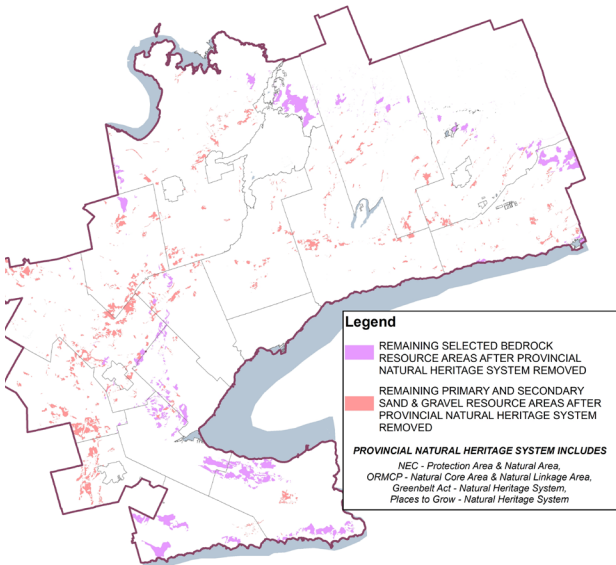 Legend
REMAINING SELECTED BEDROCK
RESOURCE AREAS AFTER PROVINCIAL
NATURAL HERITAGE SYSTEM REMOVED
REMAINING PRIMARY AND SECONDARY
SAND & GRAVEL RESOURCE AREAS AFTER
PROVINCIAL NATURAL HERITAGE SYSTEM
REMOVED
PROVINCIAL NATURAL HERITAGE SYSTEM INCLUDES
NEC - Protection Area & Natural Area,
ORMCP - Natural Core Area & Natural Linkage Area,
Greenbelt Act - Natural Heritage System,
Places to Grow - Natural Heritage System